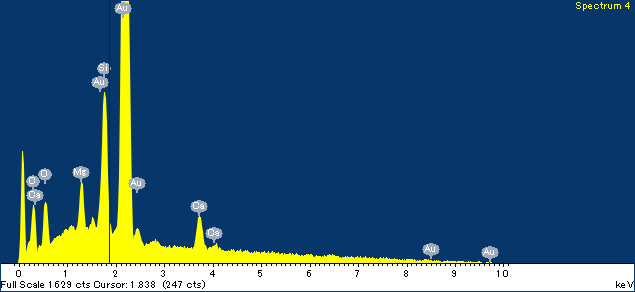 Spectrum 4
Au
Si
Au
Mg
O
C
Ca
Au
Ca
Ca
Au
Au
0 1 2 3 4 5 6 7 8 9 10
Full Scale 1629 cts Cursor: 1.838 (247 cts) keV